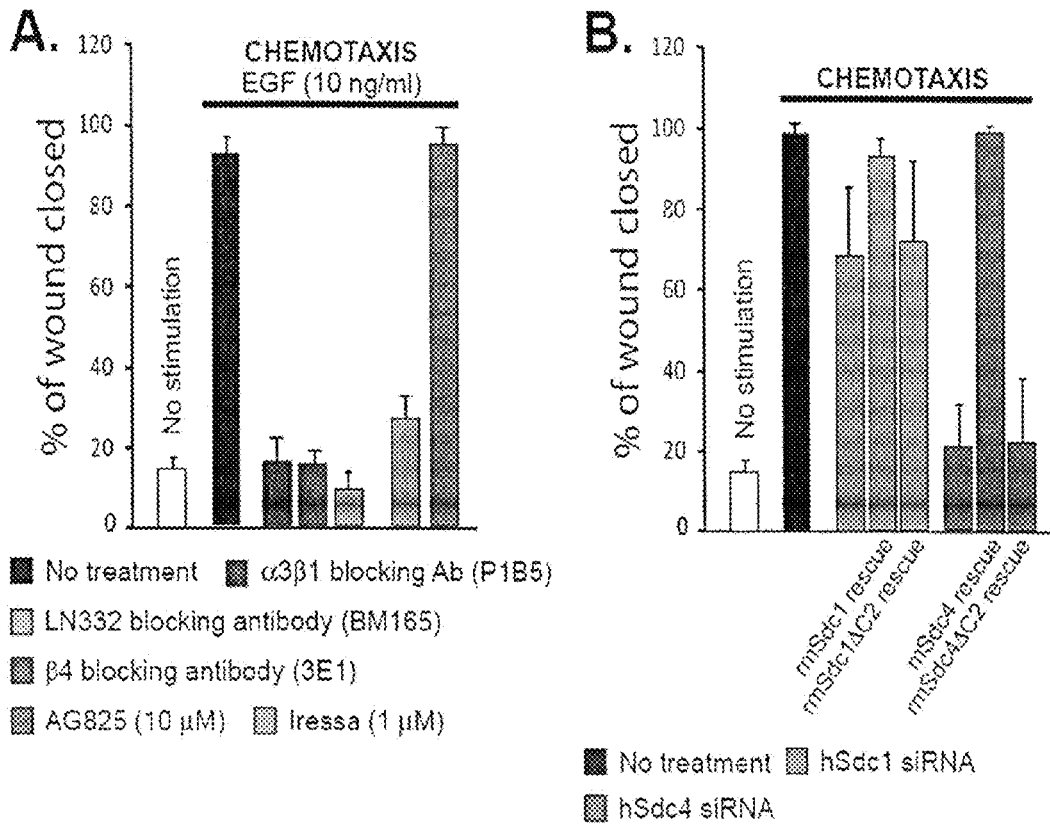 A.
120
100
80
60
40
20
0
% of wound closed
No stimulation
CHEMOTAXIS
EGF (10 ng/ml)
No treatment
α3β1 blocking Ab (P1B5)
LN332 blocking antibody (BM165)
β4 blocking antibody (3E1)
AG825 (10 μM)
Iressa (1 μM)
B.
120
100
80
60
40
20
0
% of wound closed
No stimulation
CHEMOTAXIS
rmSdc1 rescue
rmSdc1ΔC2 rescue
mSdc4 rescue
rmSdc4ΔC2 rescue
No treatment
hSdc1 siRNA
hSdc4 siRNA